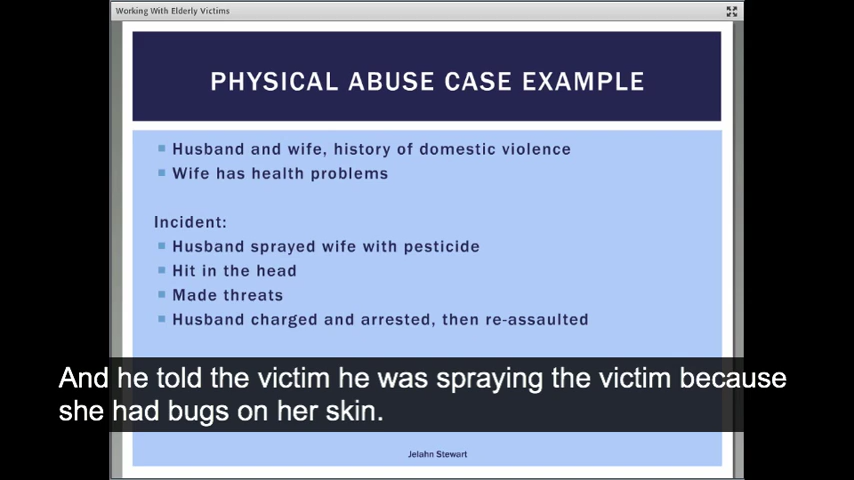 Working With Elderly Victims
PHYSICAL ABUSE CASE EXAMPLE
Husband and wife, history of domestic violence
Wife has health problems
Incident:
Husband sprayed wife with pesticide
Hit in the head
Made threats
Husband charged and arrested, then re-assaulted
And he told the victim he was spraying the victim because
she had bugs on her skin.
Jelahn Stewart